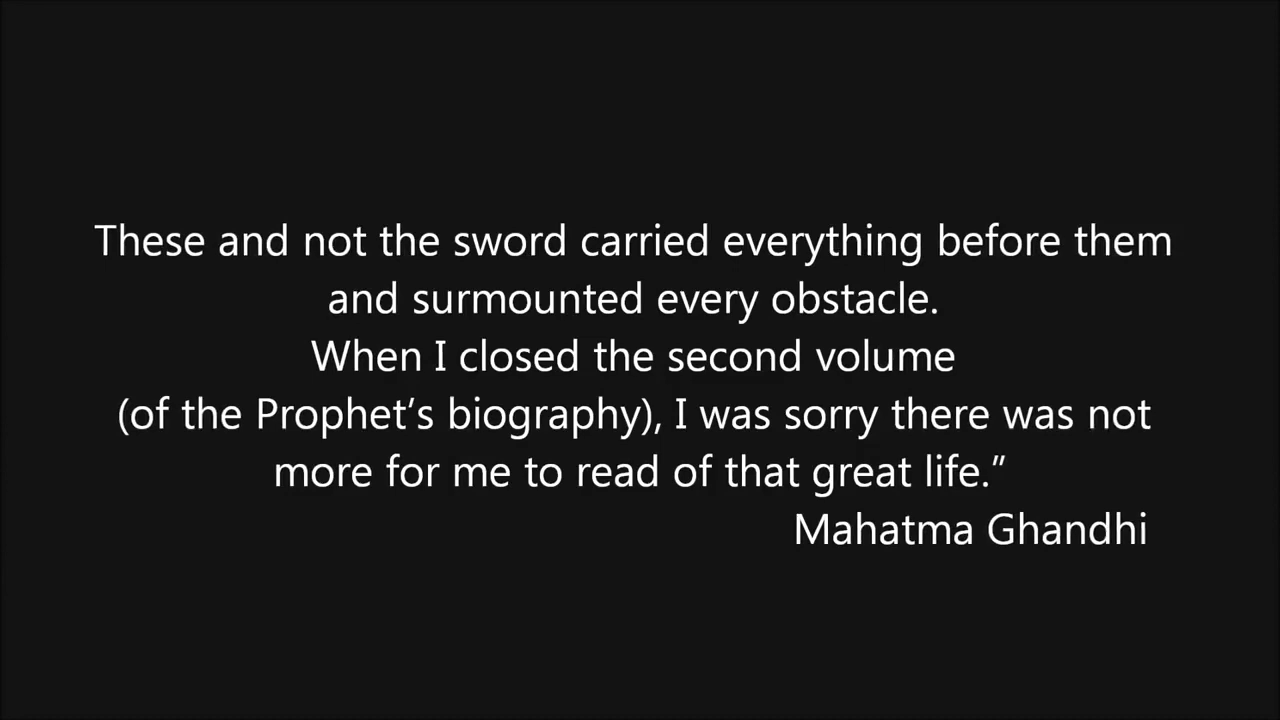 These and not the sword carried everything before them
and surmounted every obstacle.
When I closed the second volume
(of the Prophet’s biography), I was sorry there was not
more for me to read of that great life.”
Mahatma Ghandhi